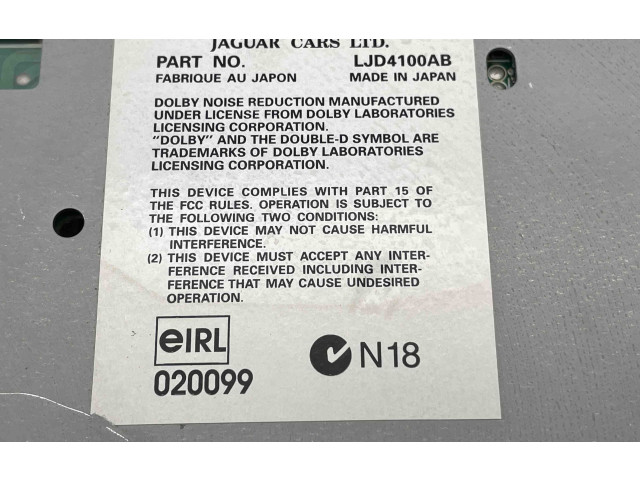 JAGUAR CARS LTD.
PART NO. LJD4100AB
FABRIQUE AU JAPON MADE IN JAPAN
DOLBY NOISE REDUCTION MANUFACTURED
UNDER LICENSE FROM DOLBY LABORATORIES
LICENSING CORPORATION.
"DOLBY" AND THE DOUBLE-D SYMBOL ARE
TRADEMARKS OF DOLBY LABORATORIES
LICENSING CORPORATION.
THIS DEVICE COMPLIES WITH PART 15 OF
THE FCC RULES. OPERATION IS SUBJECT TO
THE FOLLOWING TWO CONDITIONS:
(1) THIS DEVICE MAY NOT CAUSE HARMFUL
INTERFERENCE.
(2) THIS DEVICE MUST ACCEPT ANY INTER-
FERENCE RECEIVED INCLUDING INTER-
FERENCE THAT MAY CAUSE UNDESIRED
OPERATION.
eIRL
020099
N18